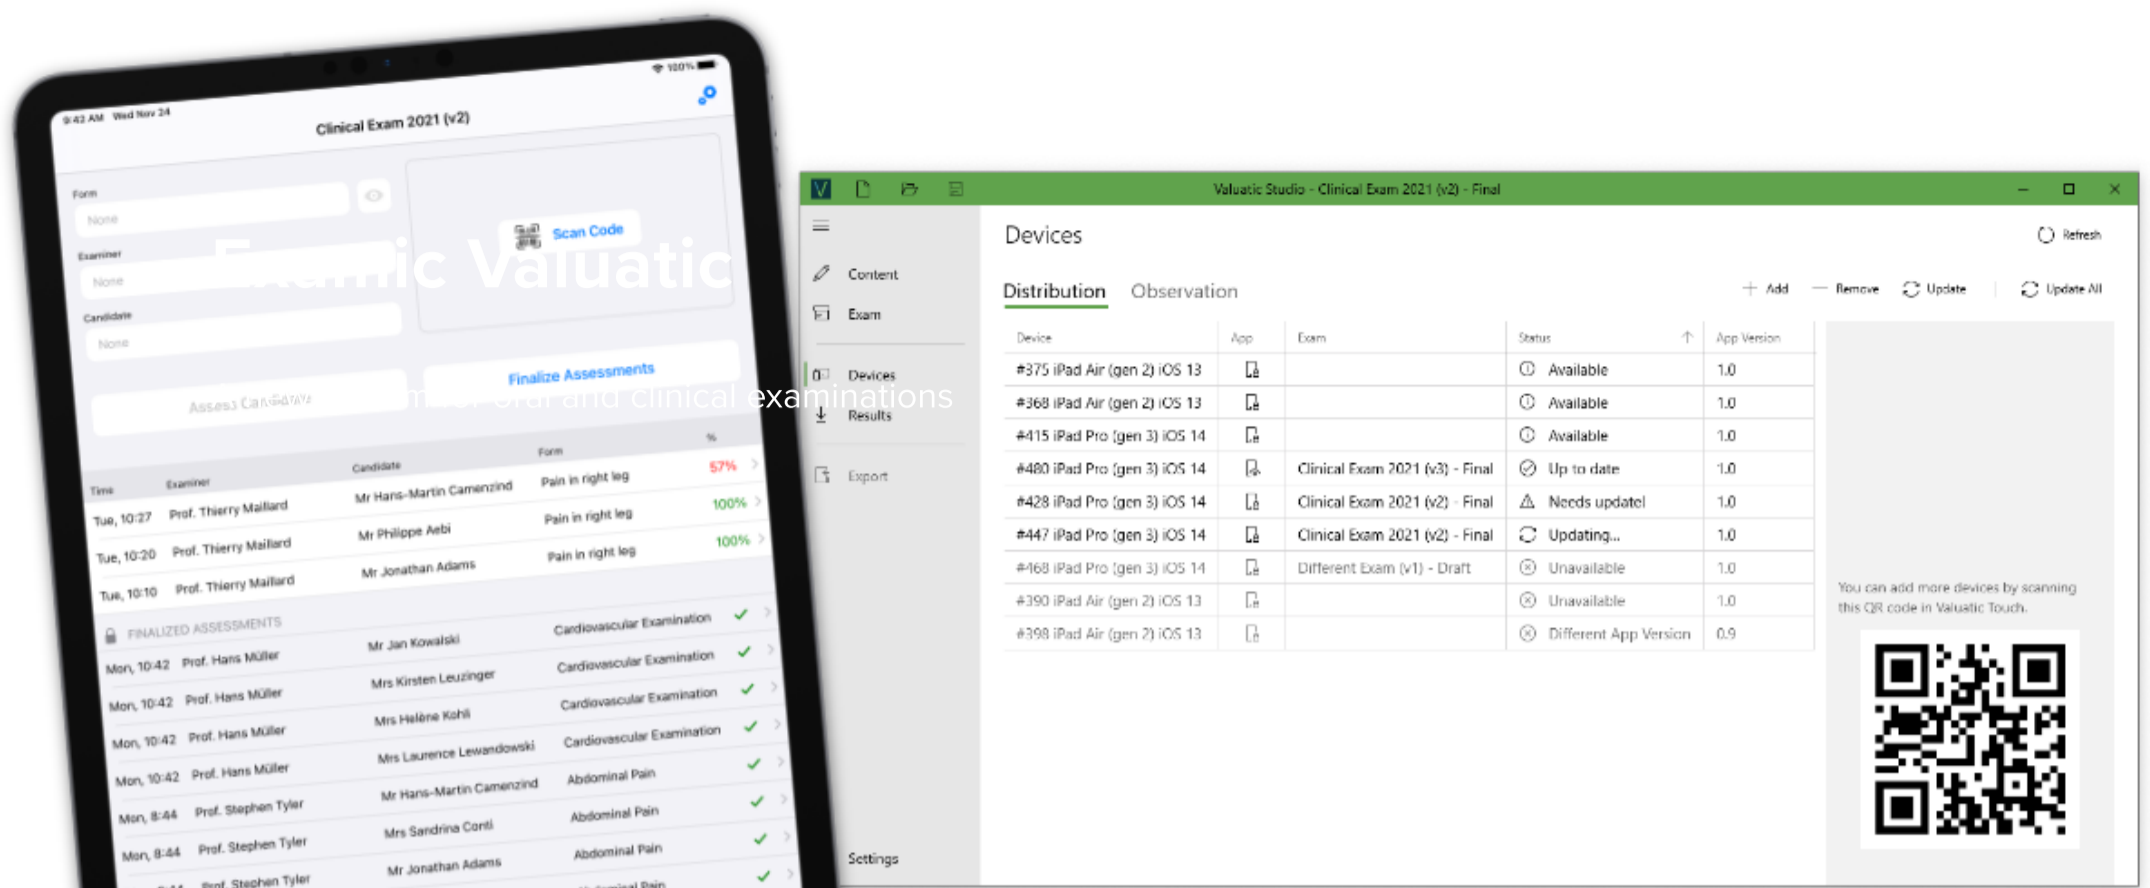 9:42 AM Wed Nov 24
100%
Clinical Exam 2021 (v2)
Form
None
Scan Code
Examiner
None
Examic Valuatic
Candidate
None
Assess Candidate
Finalize Assessments
oral and clinical examinations
Time Examiner Candidate Form %
Tue, 10:27 Prof. Thierry Maillard Mr Hans-Martin Camenzind Pain in right leg 57%
Tue, 10:20 Prof. Thierry Maillard Mr Philippe Aebi Pain in right leg 100%
Tue, 10:10 Prof. Thierry Maillard Mr Jonathan Adams Pain in right leg 100%
FINALIZED ASSESSMENTS
Mon, 10:42 Prof. Hans Müller Mr Jan Kowalski Cardiovascular Examination
Mon, 10:42 Prof. Hans Müller Mrs Kirsten Leuzinger Cardiovascular Examination
Mon, 10:42 Prof. Hans Müller Mrs Helène Kohli Cardiovascular Examination
Mon, 10:42 Prof. Hans Müller Mrs Laurence Lewandowski Cardiovascular Examination
Mon, 8:44 Prof. Stephen Tyler Mr Hans-Martin Camenzind Abdominal Pain
Mon, 8:44 Prof. Stephen Tyler Mrs Sandrina Conti Abdominal Pain
Prof. Stephen Tyler Mr Jonathan Adams Abdominal Pain
Pain
V
Valuatic Studio - Clinical Exam 2021 (v2) - Final
Content
Exam
Devices
Results
Export
Settings
Devices
Refresh
Distribution Observation
Add Remove Update Update All
Device App Exam Status App Version
#375 iPad Air (gen 2) iOS 13 Available 1.0
#368 iPad Air (gen 2) iOS 13 Available 1.0
#415 iPad Pro (gen 3) iOS 14 Available 1.0
#480 iPad Pro (gen 3) iOS 14 Clinical Exam 2021 (v3) - Final Up to date 1.0
#428 iPad Pro (gen 3) iOS 14 Clinical Exam 2021 (v2) - Final Needs update! 1.0
#447 iPad Pro (gen 3) iOS 14 Clinical Exam 2021 (v2) - Final Updating... 1.0
#468 iPad Pro (gen 3) iOS 14 Different Exam (v1) - Draft Unavailable 1.0
#390 iPad Air (gen 2) iOS 13 Unavailable 1.0
#398 iPad Air (gen 2) iOS 13 Different App Version 0.9
You can add more devices by scanning
this QR code in Valuatic Touch.